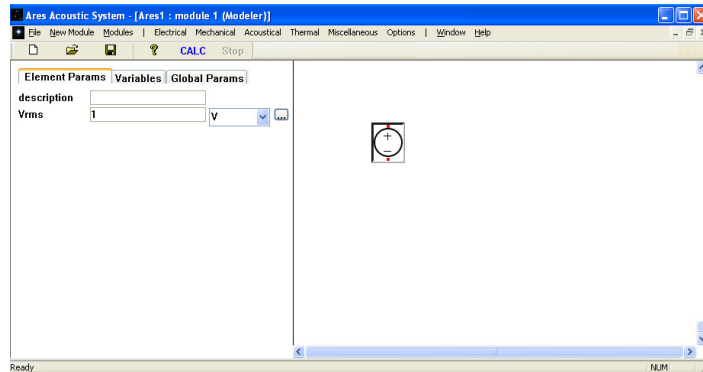 Ares Acoustic System - [Ares1 : module 1 (Modeler)]
File New Module Modules | Electrical Mechanical Acoustical Thermal Miscellaneous Options | Window Help
? CALC Stop
Element Params Variables Global Params
description
Vrms 1 V ...
+
−
Ready NUM